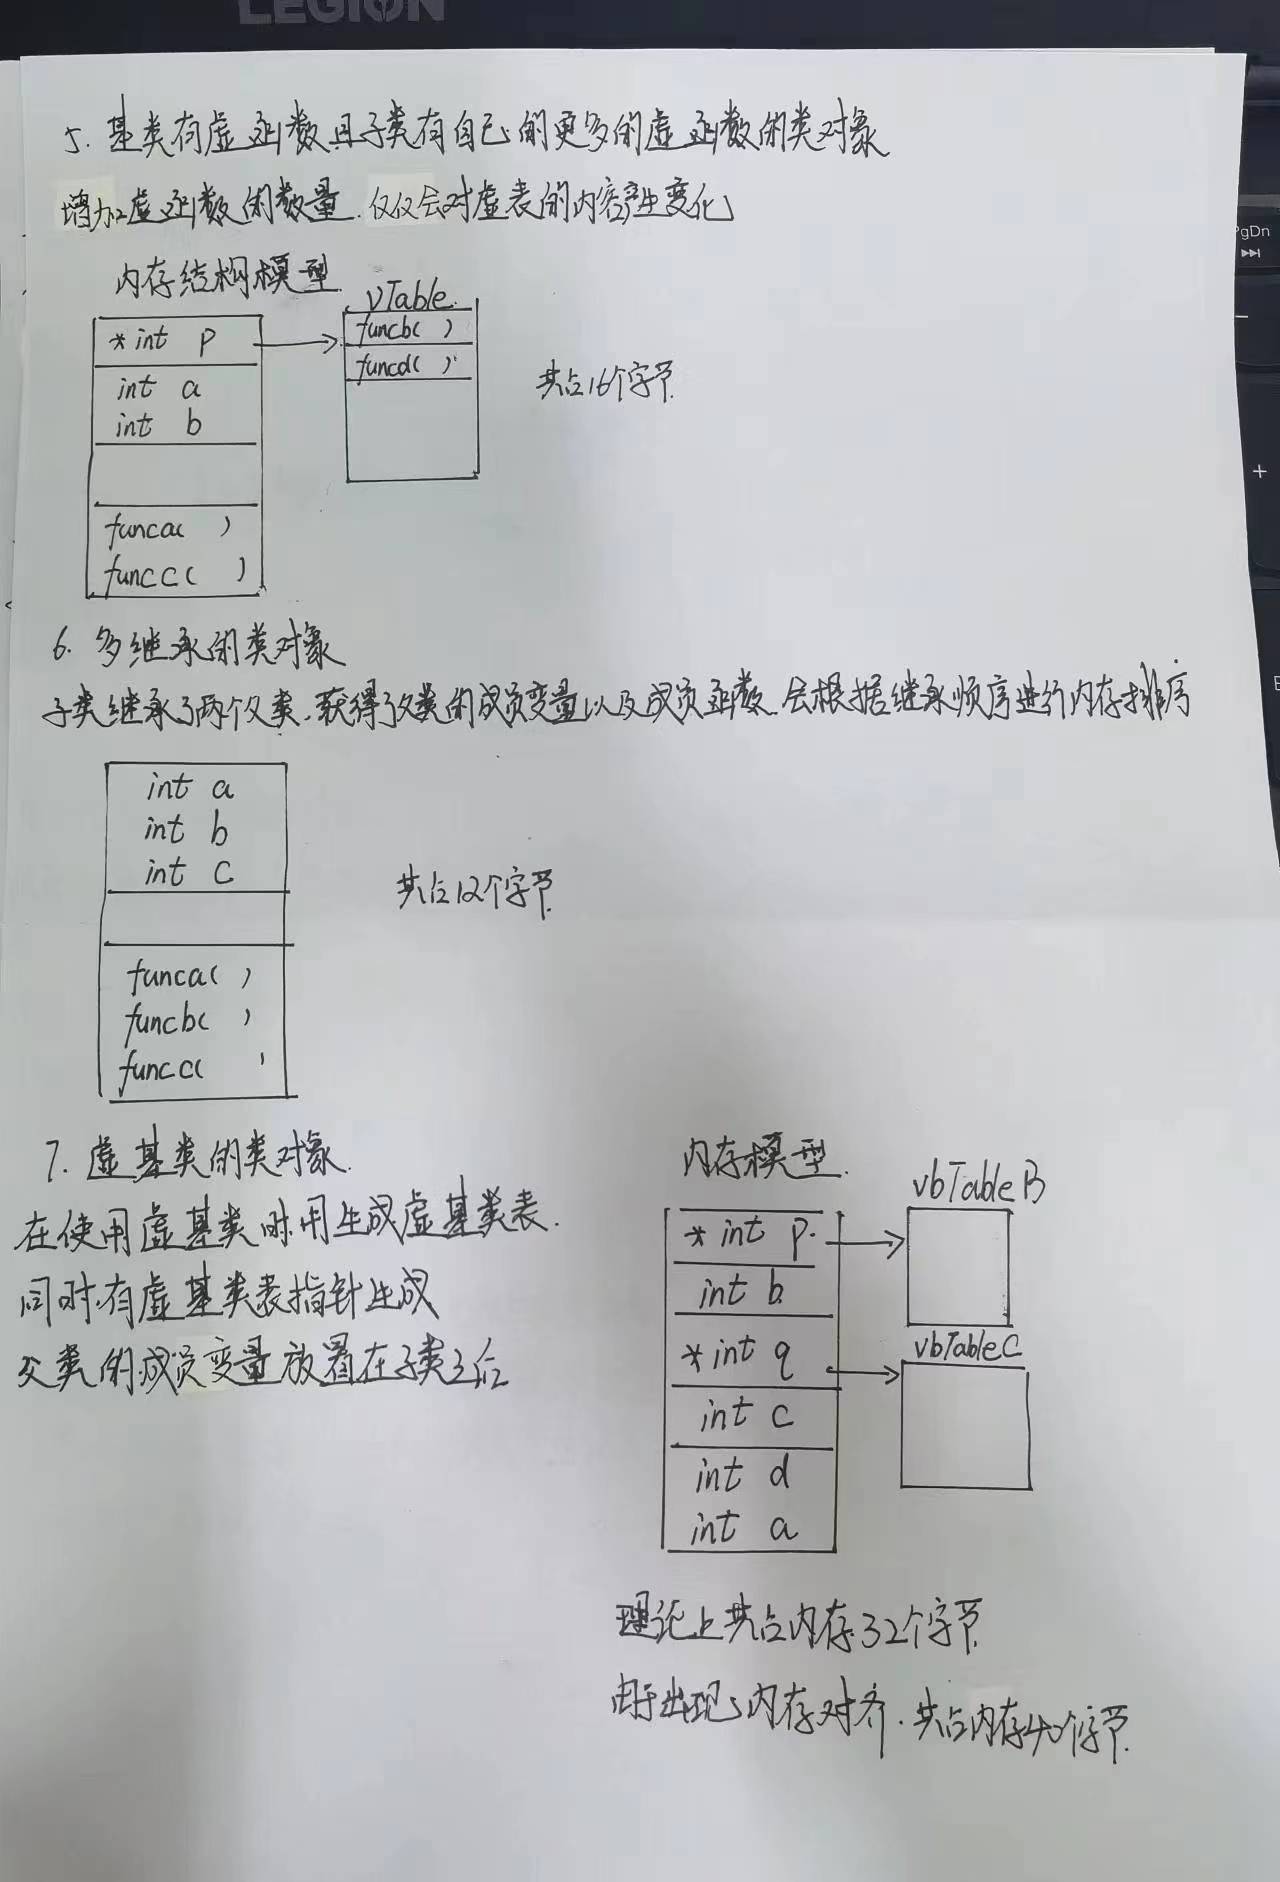 LEGION
5. 基类有虚函数且子类有自己的更多的虚函数的类对象
增加虚函数的数量.仅仅会对虚表的内容产生变化
内存结构模型.
vTable.
*int p
funcb( )
int a
funcd( )
共占16个字节.
int b
funca( )
funcc( )
6. 多继承的类对象
子类继承了两个父类.获得了父类的成员变量以及成员函数.会根据继承顺序进行内存排序
int a
int b
int c
共占12个字节.
funca( )
funcb( )
funcc( )
7. 虚基类的类对象.
在使用虚基类时.用生成虚基类表.
同时.有虚基类表指针生成
父类的成员变量放置在子类之后
内存模型.
vbTableB
*int p.
int b
*int q
vbTableC
int c
int d
int a
理论上共占内存32个字节
由于出现了内存对齐.共占内存40个字节.
PgDn
+